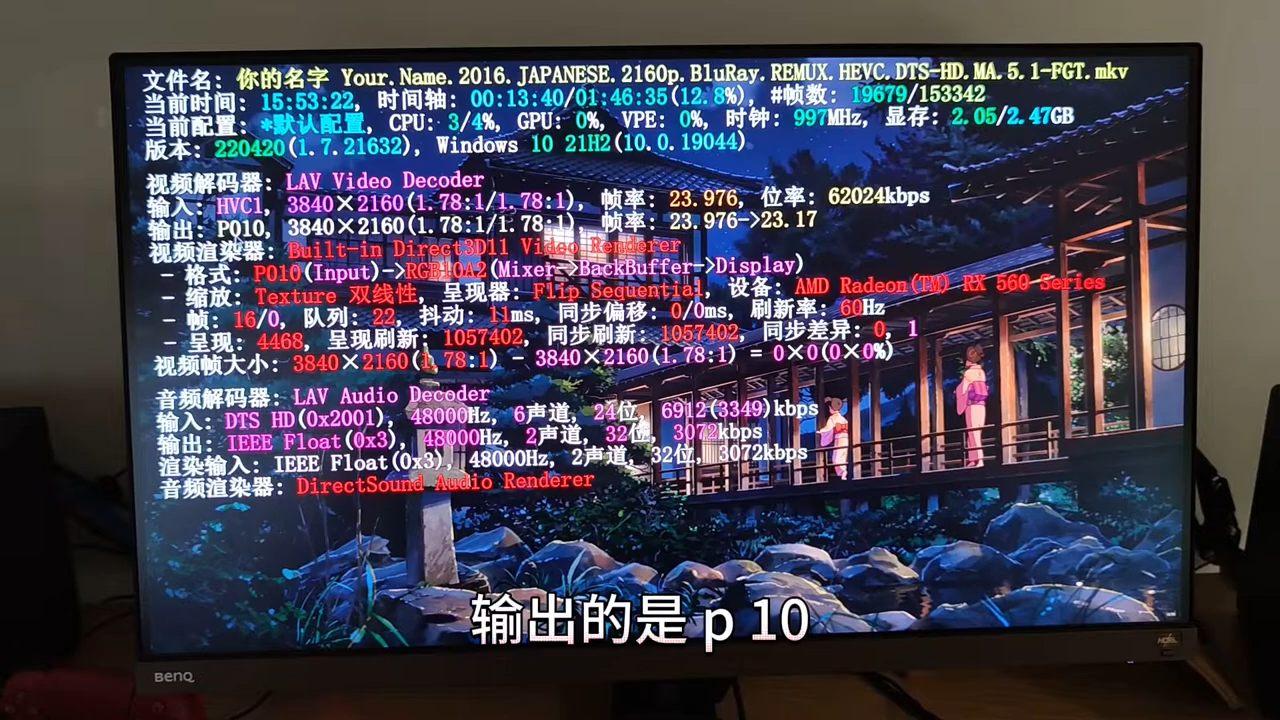 文件名: 你的名字 Your.Name.2016.JAPANESE.2160p.BluRay.REMUX.HEVC.DTS-HD.MA.5.1-FGT.mkv
当前时间: 15:53:22, 时间轴: 00:13:40/01:46:35(12.8%), #帧数: 19679/153342
当前配置: *默认配置, CPU: 3/4%, GPU: 0%, VPE: 0%, 时钟: 997MHz, 显存: 2.05/2.47GB
版本: 220420(1.7.21632), Windows 10 21H2(10.0.19044)
视频解码器: LAV Video Decoder
输入: HVC1, 3840×2160(1.78:1/1.78:1), 帧率: 23.976, 位率: 62024kbps
输出: P010, 3840×2160(1.78:1/1.78:1), 帧率: 23.976->23.17
视频渲染器: Built-in Direct3D11 Video Renderer
- 格式: P010(Input)->RGB10A2(Mixer->BackBuffer->Display)
- 缩放: Texture 双线性, 呈现器: Flip Sequential, 设备: AMD Radeon(TM) RX 560 Series
- 帧: 16/0, 队列: 22, 抖动: 11ms, 同步偏移: 0/0ms, 刷新率: 60Hz
- 呈现: 4468, 呈现刷新: 1057402, 同步刷新: 1057402, 同步差异: 0, 1
视频帧大小: 3840×2160(1.78:1) - 3840×2160(1.78:1) = 0×0(0×0%)
音频解码器: LAV Audio Decoder
输入: DTS HD(0x2001), 48000Hz, 6声道, 24位, 6912(3349)kbps
输出: IEEE Float(0x3), 48000Hz, 2声道, 32位, 3072kbps
渲染输入: IEEE Float(0x3), 48000Hz, 2声道, 32位, 3072kbps
音频渲染器: DirectSound Audio Renderer
输出的是 p 10
BenQ